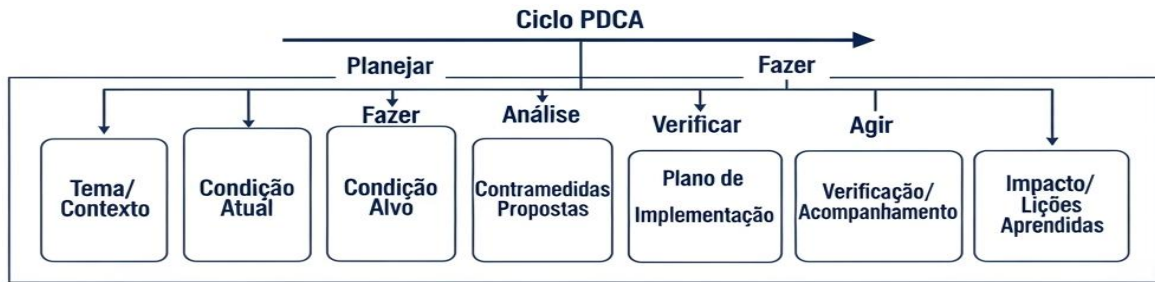 Ciclo PDCA
Planejar
Fazer
Fazer
Análise
Verificar
Agir
Tema/
Contexto
Condição
Atual
Condição
Alvo
Contramedidas
Propostas
Plano de
Implementação
Verificação/
Acompanhamento
Impacto/
Lições
Aprendidas